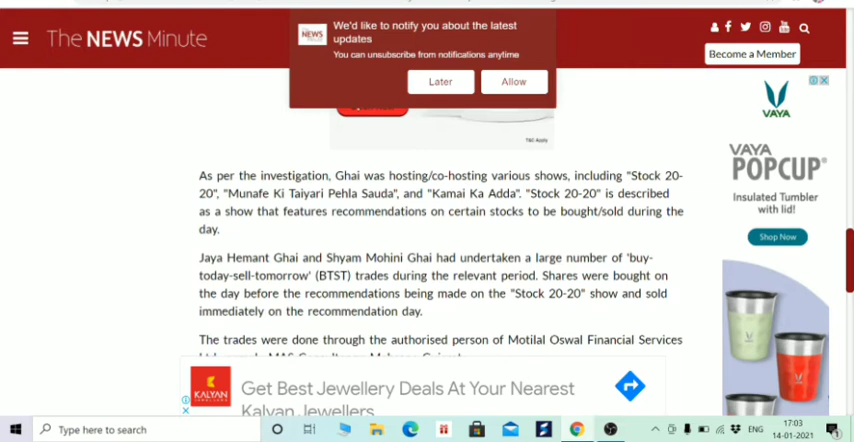 We'd like to notify you about the latest
updates
You can unsubscribe from notifications anytime
Later
Allow
NEWS
The NEWS Minute
Become a Member
T&C Apply
As per the investigation, Ghai was hosting/co-hosting various shows, including "Stock 20-
20", "Munafe Ki Taiyari Pehla Sauda", and "Kamai Ka Adda". "Stock 20-20" is described
as a show that features recommendations on certain stocks to be bought/sold during the
day.
Jaya Hemant Ghai and Shyam Mohini Ghai had undertaken a large number of 'buy-
today-sell-tomorrow' (BTST) trades during the relevant period. Shares were bought on
the day before the recommendations being made on the "Stock 20-20" show and sold
immediately on the recommendation day.
The trades were done through the authorised person of Motilal Oswal Financial Services
VAYA
VAYA
POPCUP
Insulated Tumbler
with lid!
Shop Now
KALYAN
Get Best Jewellery Deals At Your Nearest
Kalyan Jewellers
Type here to search
ENG
17:03
14-01-2021